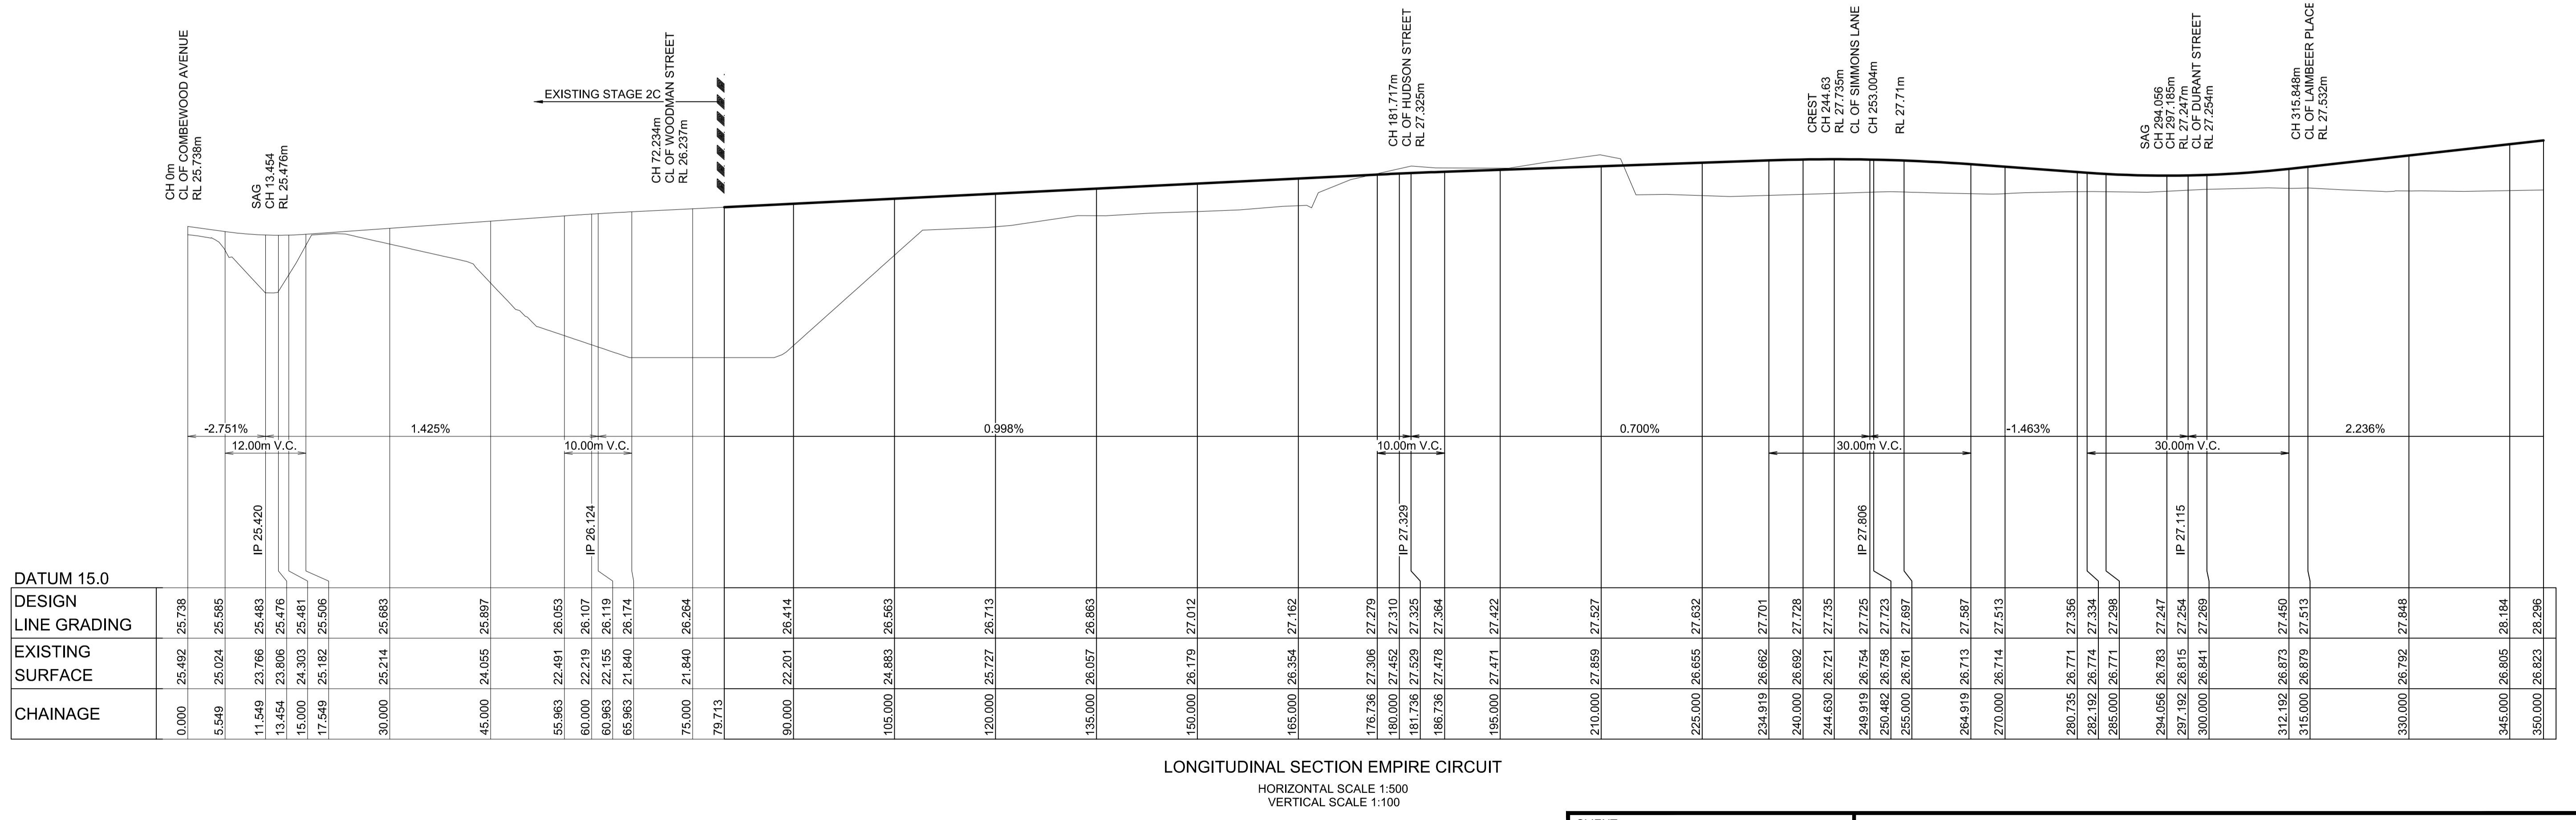 CH 0m
CL OF COMBEWOOD AVENUE
RL 25.738m
SAG
CH 13.454
RL 25.476m
EXISTING STAGE 2C
CH 72.234m
CL OF WOODMAN STREET
RL 26.237m
CH 181.717m
CL OF HUDSON STREET
RL 27.325m
CREST
CH 244.63
RL 27.735m
CL OF SIMMONS LANE
CH 253.004m
RL 27.71m
SAG
CH 294.056
CH 297.185m
RL 27.247m
CL OF DURANT STREET
RL 27.254m
CH 315.848m
CL OF LAIMBEER PLACE
RL 27.532m
-2.751% 1.425% 0.998% 0.700% -1.463% 2.236%
12.00m V.C. 10.00m V.C. 10.00m V.C. 30.00m V.C. 30.00m V.C.
IP 25.420 IP 26.124 IP 27.329 IP 27.806 IP 27.115
DATUM 15.0
DESIGN
LINE GRADING
25.738 25.585 25.483 25.476 25.481 25.506 25.683 25.897 26.053 26.107 26.119 26.174 26.264 26.414 26.563 26.713 26.863 27.012 27.162 27.279 27.310 27.325 27.364 27.422 27.527 27.632 27.701 27.728 27.735 27.725 27.723 27.697 27.587 27.513 27.356 27.334 27.298 27.247 27.254 27.269 27.450 27.513 27.848 28.184 28.296
EXISTING
SURFACE
25.492 25.024 23.766 23.806 24.303 25.182 25.214 24.055 22.491 22.219 22.155 21.840 21.840 22.201 24.883 25.727 26.057 26.179 26.354 27.306 27.452 27.529 27.478 27.471 27.859 26.655 26.662 26.692 26.721 26.754 26.758 26.761 26.713 26.714 26.771 26.774 26.771 26.783 26.815 26.841 26.873 26.879 26.792 26.805 26.823
CHAINAGE
0.000 5.549 11.549 13.454 15.000 17.549 30.000 45.000 55.963 60.000 60.963 65.963 75.000 79.713 90.000 105.000 120.000 135.000 150.000 165.000 176.736 180.000 181.736 186.736 195.000 210.000 225.000 234.919 240.000 244.630 249.919 250.482 255.000 264.919 270.000 280.735 282.192 285.000 294.056 297.192 300.000 312.192 315.000 330.000 345.000 350.000
LONGITUDINAL SECTION EMPIRE CIRCUIT
HORIZONTAL SCALE 1:500
VERTICAL SCALE 1:100